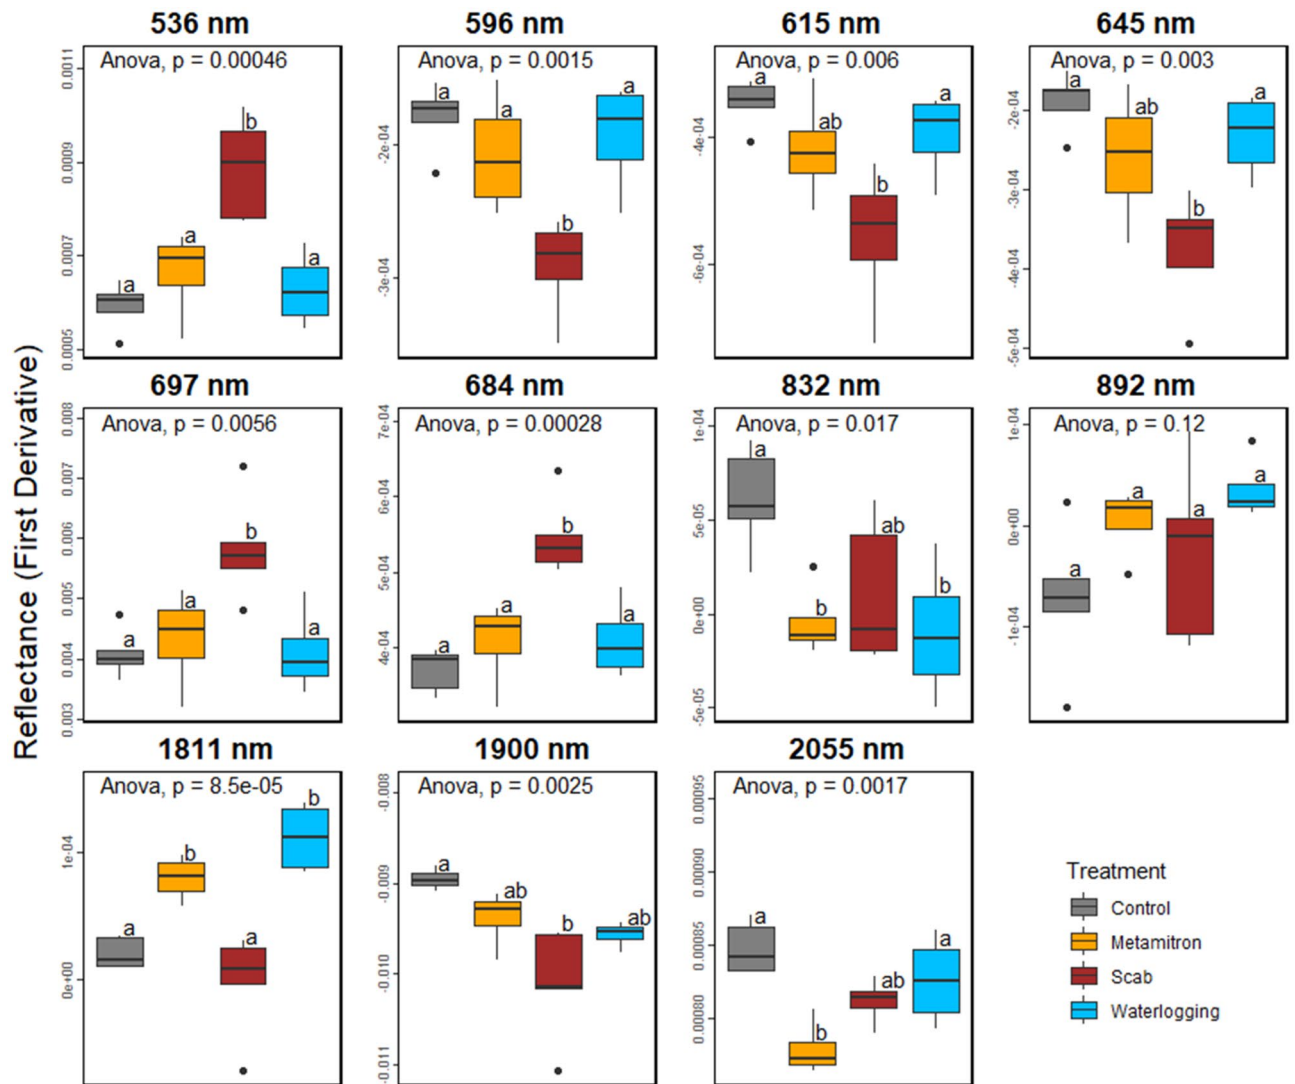 536 nm
596 nm
615 nm
645 nm
Anova, p = 0.00046
Anova, p = 0.0015
Anova, p = 0.006
Anova, p = 0.003
0.0011
0.0009
0.0007
0.0005
a
a
b
a
-2e-04
-3e-04
a
a
b
a
-4e-04
-6e-04
a
ab
b
a
-2e-04
-3e-04
-4e-04
-5e-04
a
ab
b
a
Reflectance (First Derivative)
697 nm
684 nm
832 nm
892 nm
Anova, p = 0.0056
Anova, p = 0.00028
Anova, p = 0.017
Anova, p = 0.12
0.008
0.007
0.006
0.005
0.004
0.003
a
a
b
a
7e-04
6e-04
5e-04
4e-04
a
a
b
a
1e-04
5e-05
0e+00
-5e-05
a
b
ab
b
1e-04
0e+00
-1e-04
a
a
a
a
1811 nm
1900 nm
2055 nm
Anova, p = 8.5e-05
Anova, p = 0.0025
Anova, p = 0.0017
1e-04
0e+00
a
b
a
b
-0.008
-0.009
-0.010
-0.011
a
ab
b
ab
0.00095
0.00090
0.00085
0.00080
a
b
ab
a
Treatment
Control
Metamitron
Scab
Waterlogging